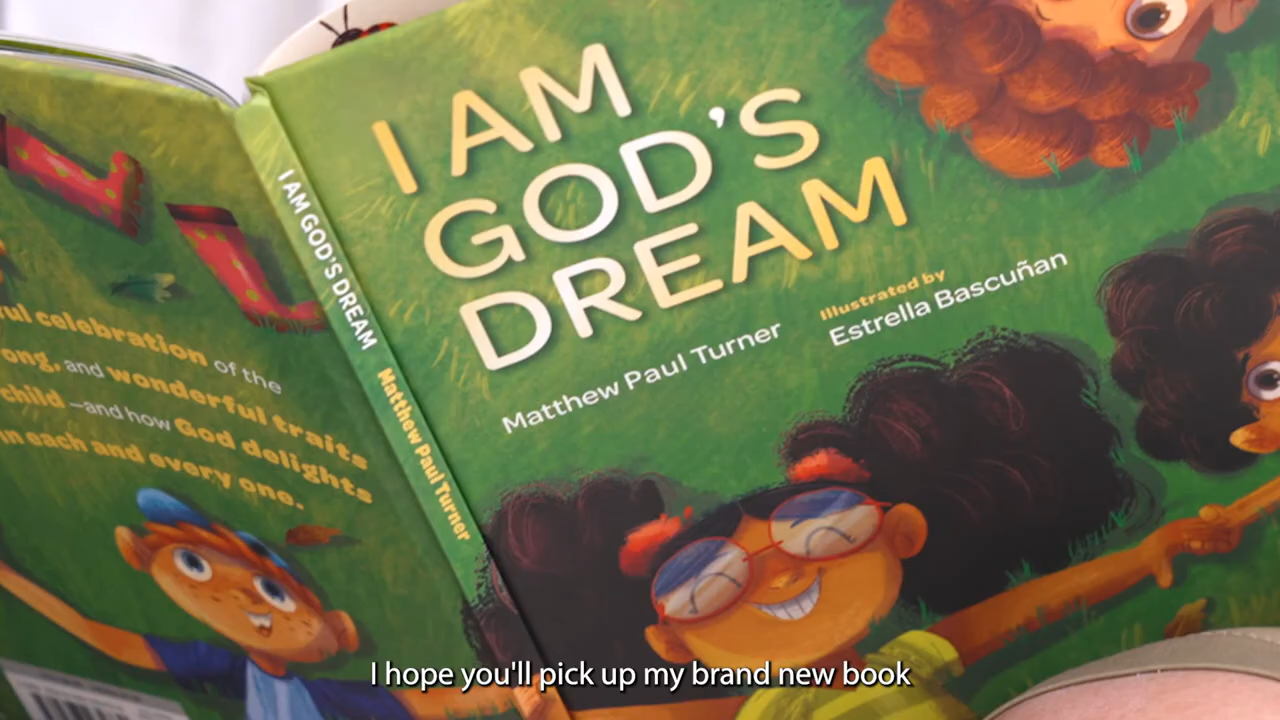 I AM
GOD'S
DREAM
Matthew Paul Turner
Illustrated by
Estrella Bascuñan
I AM GOD'S DREAM
Matthew Paul Turner
celebration of the
and wonderful traits
child—and how God delights
in each and every one.
I hope you'll pick up my brand new book